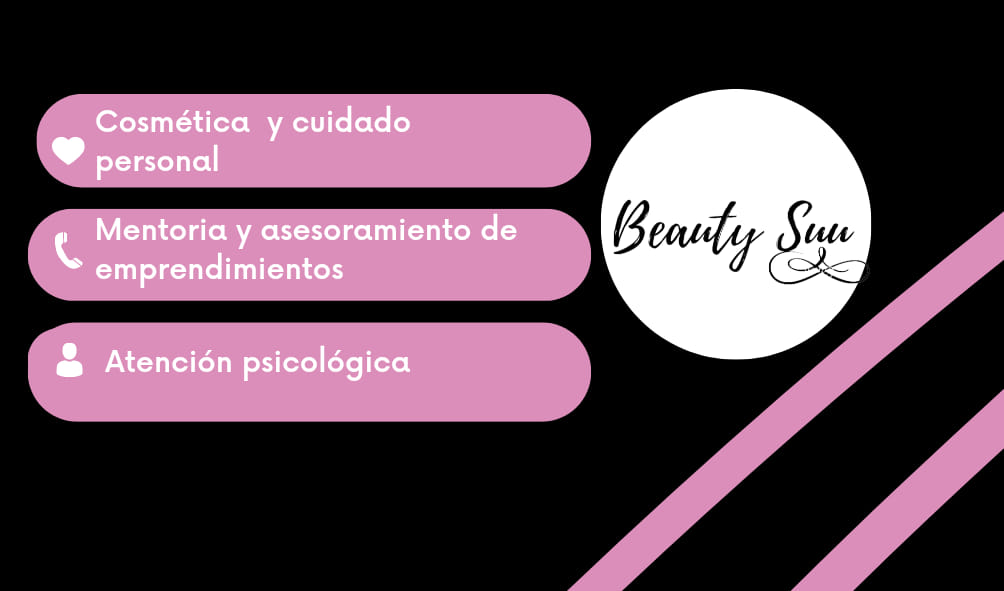 Cosmética y cuidado
personal
Mentoria y asesoramiento de
emprendimientos
Atención psicológica
Beauty Suu